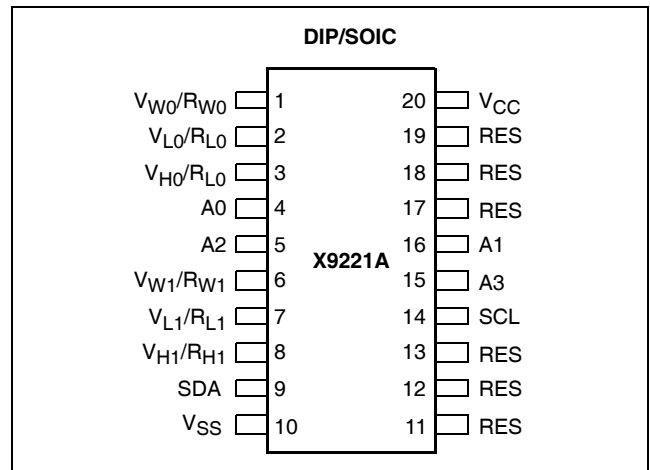 DIP/SOIC
VW0/RW0 1 20 VCC
VL0/RL0 2 19 RES
VH0/RL0 3 18 RES
A0 4 17 RES
A2 5 16 A1
X9221A
VW1/RW1 6 15 A3
VL1/RL1 7 14 SCL
VH1/RH1 8 13 RES
SDA 9 12 RES
VSS 10 11 RES